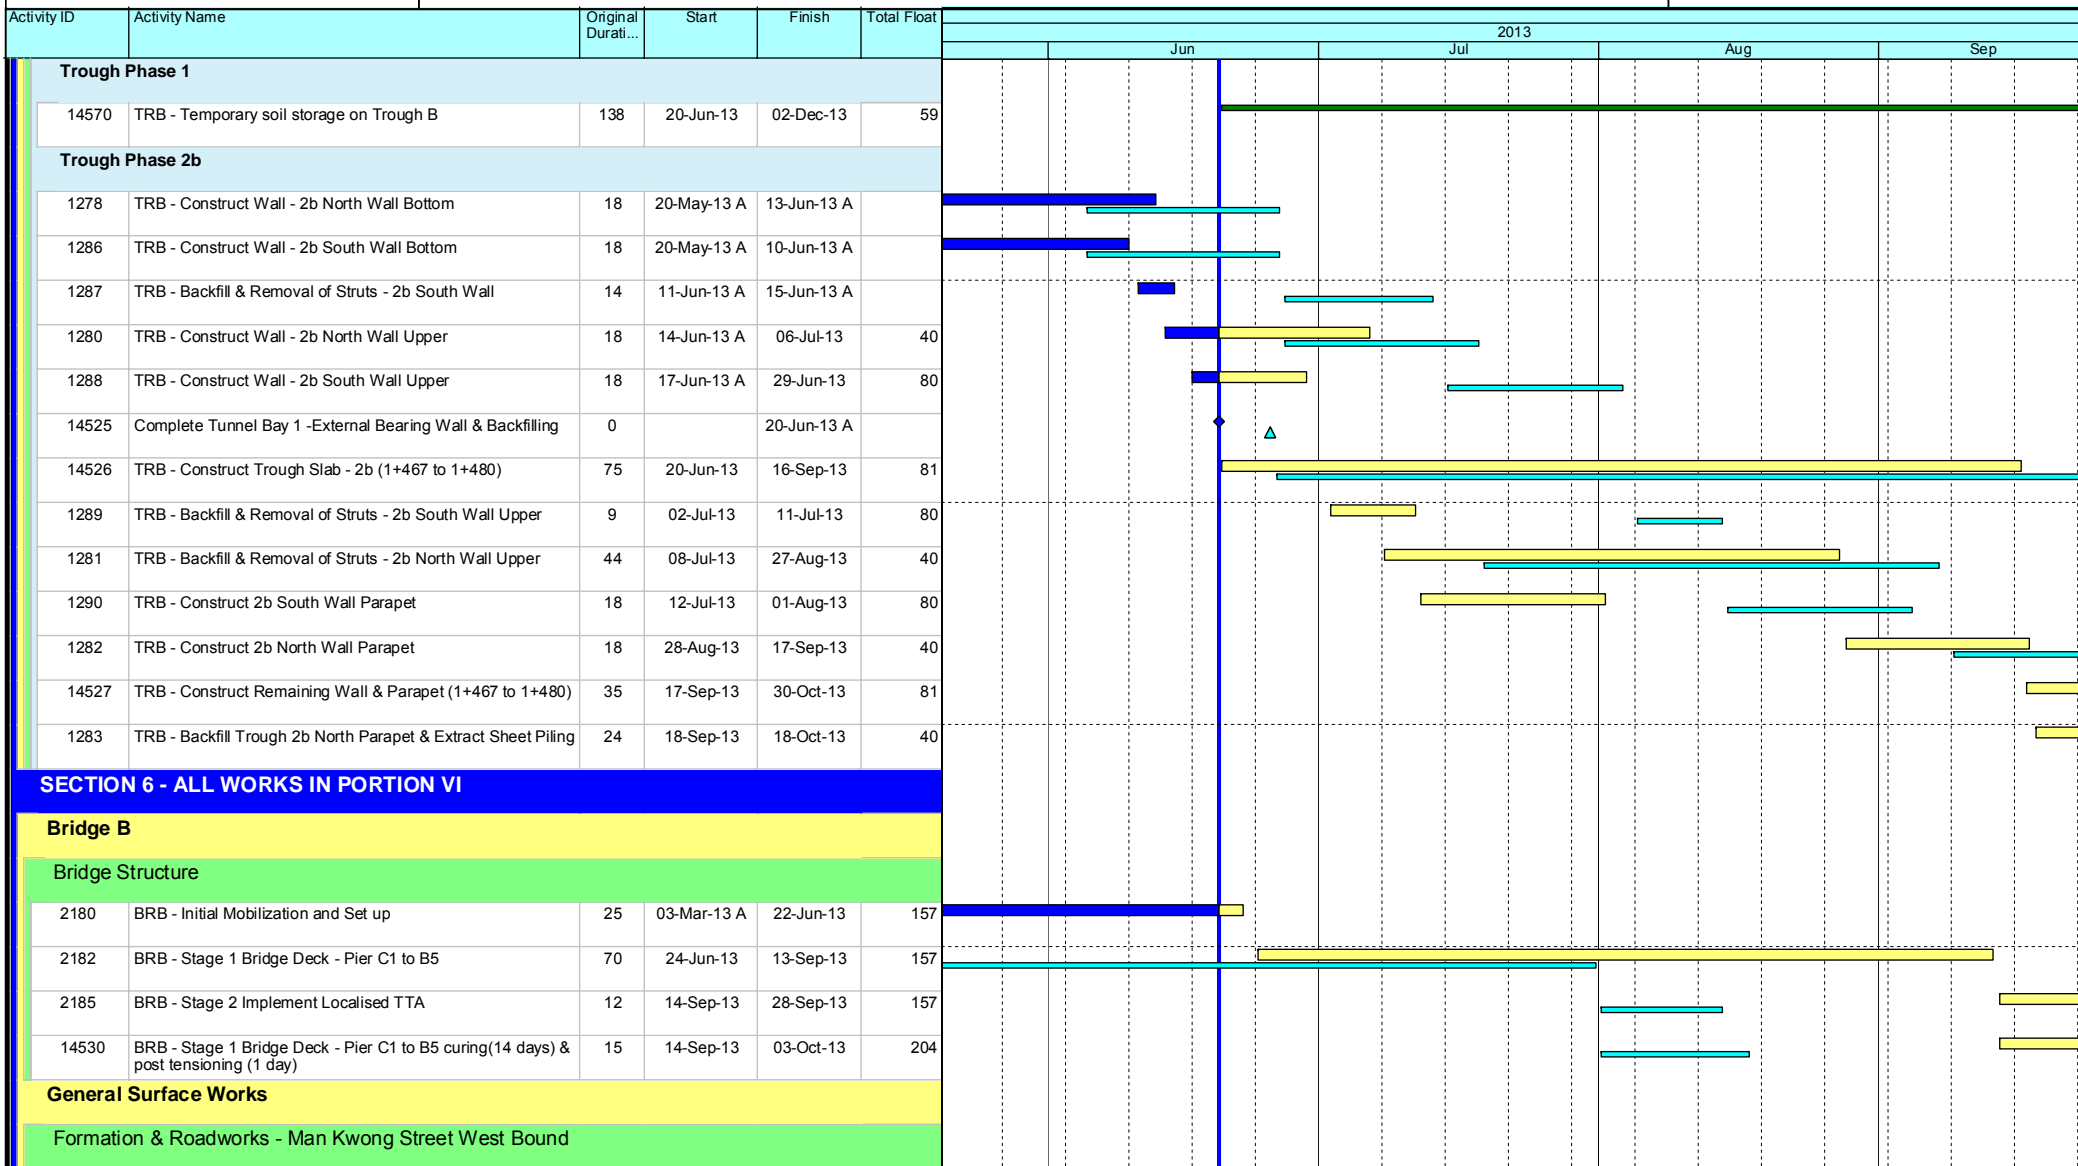 Activity ID Activity Name Original Durati... Start Finish Total Float
2013
Jun Jul Aug Sep
Trough Phase 1
14570 TRB - Temporary soil storage on Trough B 138 20-Jun-13 02-Dec-13 59
Trough Phase 2b
1278 TRB - Construct Wall - 2b North Wall Bottom 18 20-May-13 A 13-Jun-13 A
1286 TRB - Construct Wall - 2b South Wall Bottom 18 20-May-13 A 10-Jun-13 A
1287 TRB - Backfill & Removal of Struts - 2b South Wall 14 11-Jun-13 A 15-Jun-13 A
1280 TRB - Construct Wall - 2b North Wall Upper 18 14-Jun-13 A 06-Jul-13 40
1288 TRB - Construct Wall - 2b South Wall Upper 18 17-Jun-13 A 29-Jun-13 80
14525 Complete Tunnel Bay 1 -External Bearing Wall & Backfilling 0 20-Jun-13 A
14526 TRB - Construct Trough Slab - 2b (1+467 to 1+480) 75 20-Jun-13 16-Sep-13 81
1289 TRB - Backfill & Removal of Struts - 2b South Wall Upper 9 02-Jul-13 11-Jul-13 80
1281 TRB - Backfill & Removal of Struts - 2b North Wall Upper 44 08-Jul-13 27-Aug-13 40
1290 TRB - Construct 2b South Wall Parapet 18 12-Jul-13 01-Aug-13 80
1282 TRB - Construct 2b North Wall Parapet 18 28-Aug-13 17-Sep-13 40
14527 TRB - Construct Remaining Wall & Parapet (1+467 to 1+480) 35 17-Sep-13 30-Oct-13 81
1283 TRB - Backfill Trough 2b North Parapet & Extract Sheet Piling 24 18-Sep-13 18-Oct-13 40
SECTION 6 - ALL WORKS IN PORTION VI
Bridge B
Bridge Structure
2180 BRB - Initial Mobilization and Set up 25 03-Mar-13 A 22-Jun-13 157
2182 BRB - Stage 1 Bridge Deck - Pier C1 to B5 70 24-Jun-13 13-Sep-13 157
2185 BRB - Stage 2 Implement Localised TTA 12 14-Sep-13 28-Sep-13 157
14530 BRB - Stage 1 Bridge Deck - Pier C1 to B5 curing(14 days) & 15 14-Sep-13 03-Oct-13 204
post tensioning (1 day)
General Surface Works
Formation & Roadworks - Man Kwong Street West Bound